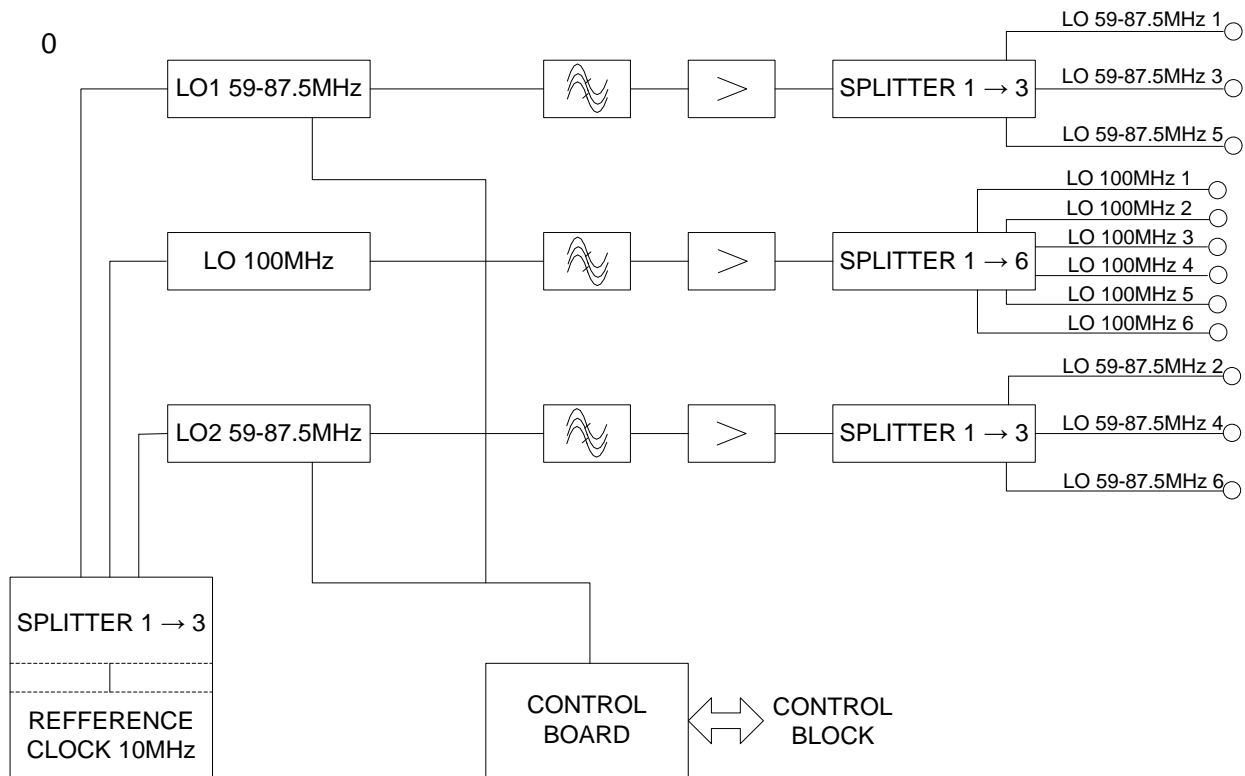 0
LO1 59-87.5MHz
>
SPLITTER 1 → 3
LO 59-87.5MHz 1
LO 59-87.5MHz 3
LO 59-87.5MHz 5
LO 100MHz
>
SPLITTER 1 → 6
LO 100MHz 1
LO 100MHz 2
LO 100MHz 3
LO 100MHz 4
LO 100MHz 5
LO 100MHz 6
LO2 59-87.5MHz
>
SPLITTER 1 → 3
LO 59-87.5MHz 2
LO 59-87.5MHz 4
LO 59-87.5MHz 6
SPLITTER 1 → 3
REFFERENCE
CLOCK 10MHz
CONTROL
BOARD
CONTROL
BLOCK